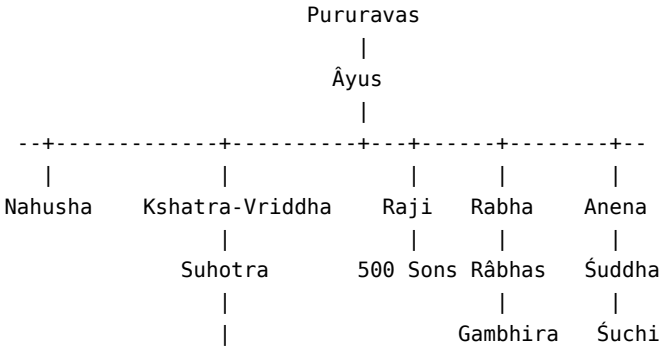 Pururavas
|
Âyus
|
--+-------------+----------+---+------+--------+--
| | | | |
Nahusha Kshatra-Vriddha Raji Rabha Anena
| | | |
Suhotra 500 Sons Râbhas Śuddha
| | |
| Gambhira Śuchi